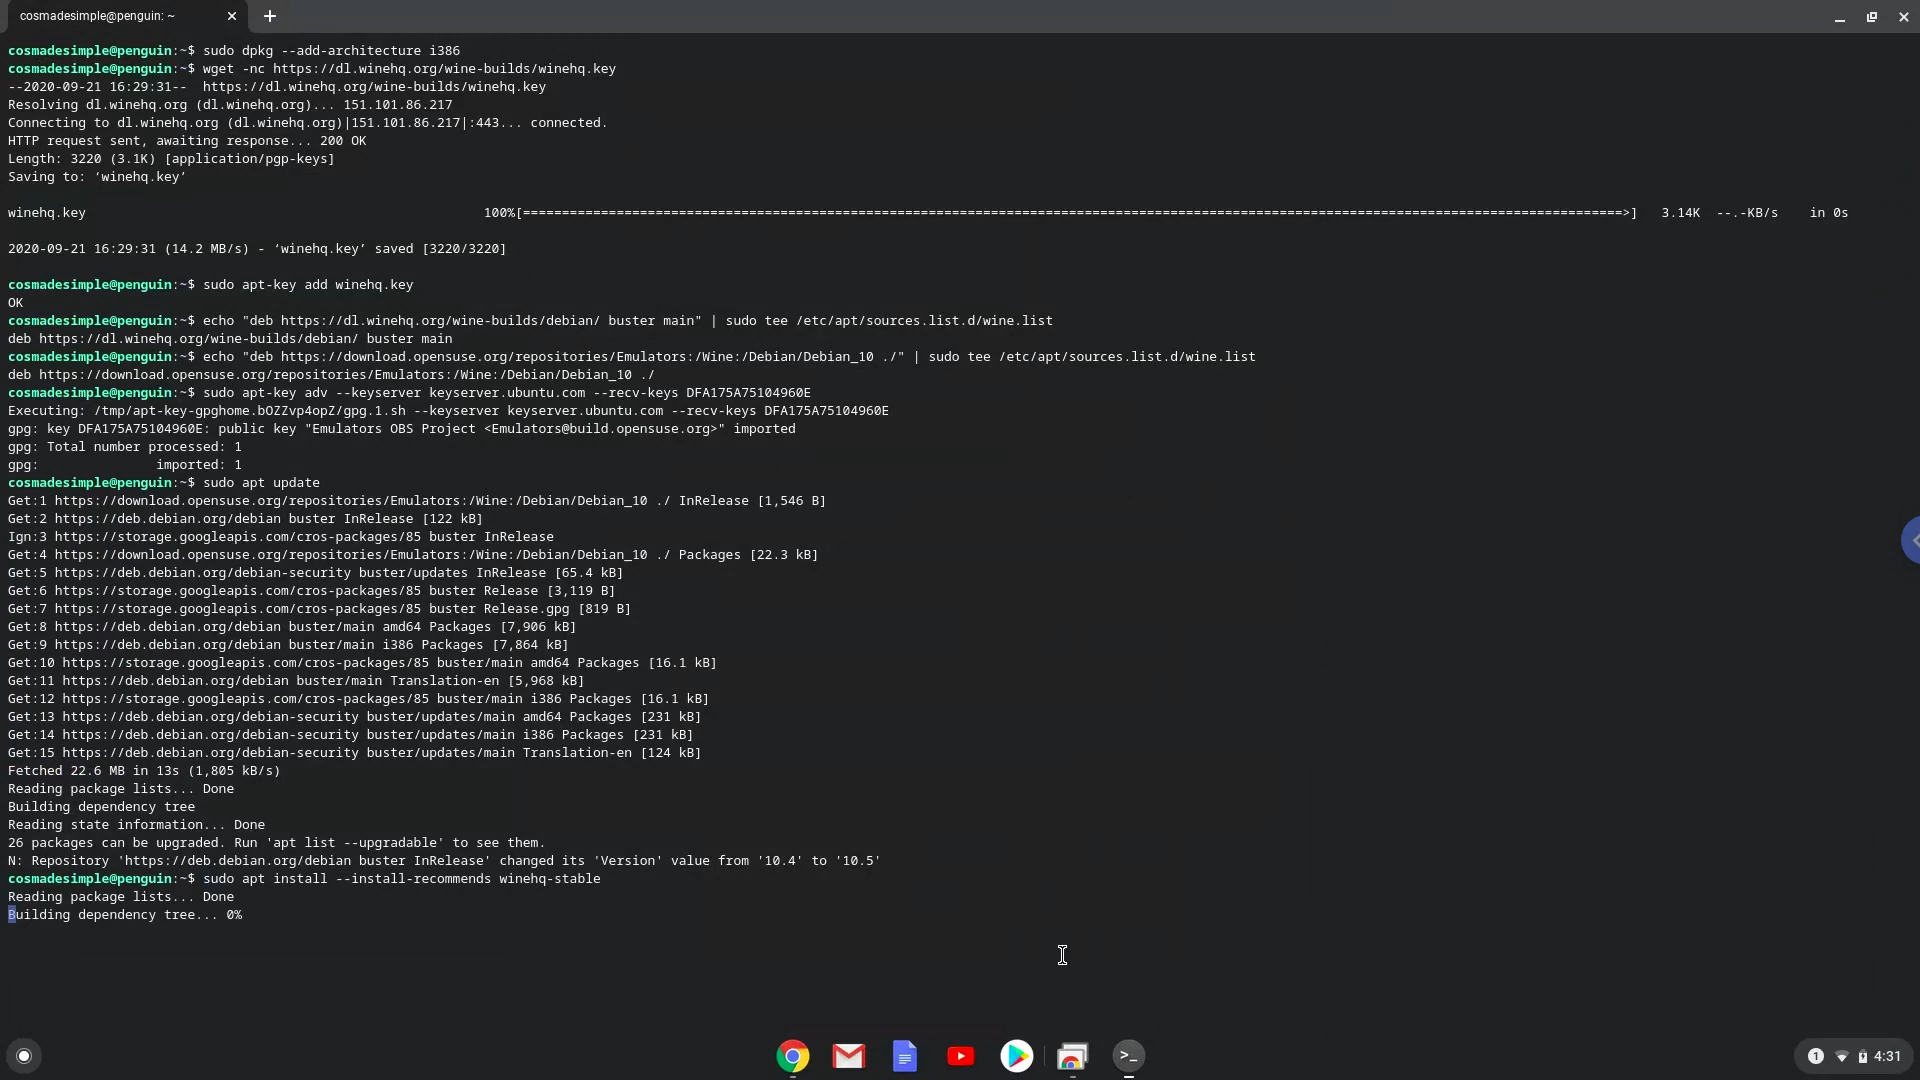 cosmadesimple@penguin: ~
cosmadesimple@penguin:~$ sudo dpkg --add-architecture i386
cosmadesimple@penguin:~$ wget -nc https://dl.winehq.org/wine-builds/winehq.key
--2020-09-21 16:29:31--  https://dl.winehq.org/wine-builds/winehq.key
Resolving dl.winehq.org (dl.winehq.org)... 151.101.86.217
Connecting to dl.winehq.org (dl.winehq.org)|151.101.86.217|:443... connected.
HTTP request sent, awaiting response... 200 OK
Length: 3220 (3.1K) [application/pgp-keys]
Saving to: ‘winehq.key’
winehq.key 100%[=============================================================================================================================================>] 3.14K --.-KB/s in 0s
2020-09-21 16:29:31 (14.2 MB/s) - ‘winehq.key’ saved [3220/3220]
cosmadesimple@penguin:~$ sudo apt-key add winehq.key
OK
cosmadesimple@penguin:~$ echo "deb https://dl.winehq.org/wine-builds/debian/ buster main" | sudo tee /etc/apt/sources.list.d/wine.list
deb https://dl.winehq.org/wine-builds/debian/ buster main
cosmadesimple@penguin:~$ echo "deb https://download.opensuse.org/repositories/Emulators:/Wine:/Debian/Debian_10 ./" | sudo tee /etc/apt/sources.list.d/wine.list
deb https://download.opensuse.org/repositories/Emulators:/Wine:/Debian/Debian_10 ./
cosmadesimple@penguin:~$ sudo apt-key adv --keyserver keyserver.ubuntu.com --recv-keys DFA175A75104960E
Executing: /tmp/apt-key-gpghome.bOZZvp4opZ/gpg.1.sh --keyserver keyserver.ubuntu.com --recv-keys DFA175A75104960E
gpg: key DFA175A75104960E: public key "Emulators OBS Project <Emulators@build.opensuse.org>" imported
gpg: Total number processed: 1
gpg:               imported: 1
cosmadesimple@penguin:~$ sudo apt update
Get:1 https://download.opensuse.org/repositories/Emulators:/Wine:/Debian/Debian_10 ./ InRelease [1,546 B]
Get:2 https://deb.debian.org/debian buster InRelease [122 kB]
Ign:3 https://storage.googleapis.com/cros-packages/85 buster InRelease
Get:4 https://download.opensuse.org/repositories/Emulators:/Wine:/Debian/Debian_10 ./ Packages [22.3 kB]
Get:5 https://deb.debian.org/debian-security buster/updates InRelease [65.4 kB]
Get:6 https://storage.googleapis.com/cros-packages/85 buster Release [3,119 B]
Get:7 https://storage.googleapis.com/cros-packages/85 buster Release.gpg [819 B]
Get:8 https://deb.debian.org/debian buster/main amd64 Packages [7,906 kB]
Get:9 https://deb.debian.org/debian buster/main i386 Packages [7,864 kB]
Get:10 https://storage.googleapis.com/cros-packages/85 buster/main amd64 Packages [16.1 kB]
Get:11 https://deb.debian.org/debian buster/main Translation-en [5,968 kB]
Get:12 https://storage.googleapis.com/cros-packages/85 buster/main i386 Packages [16.1 kB]
Get:13 https://deb.debian.org/debian-security buster/updates/main amd64 Packages [231 kB]
Get:14 https://deb.debian.org/debian-security buster/updates/main i386 Packages [231 kB]
Get:15 https://deb.debian.org/debian-security buster/updates/main Translation-en [124 kB]
Fetched 22.6 MB in 13s (1,805 kB/s)
Reading package lists... Done
Building dependency tree
Reading state information... Done
26 packages can be upgraded. Run 'apt list --upgradable' to see them.
N: Repository 'https://deb.debian.org/debian buster InRelease' changed its 'Version' value from '10.4' to '10.5'
cosmadesimple@penguin:~$ sudo apt install --install-recommends winehq-stable
Reading package lists... Done
Building dependency tree... 0%
>_
1 4:31